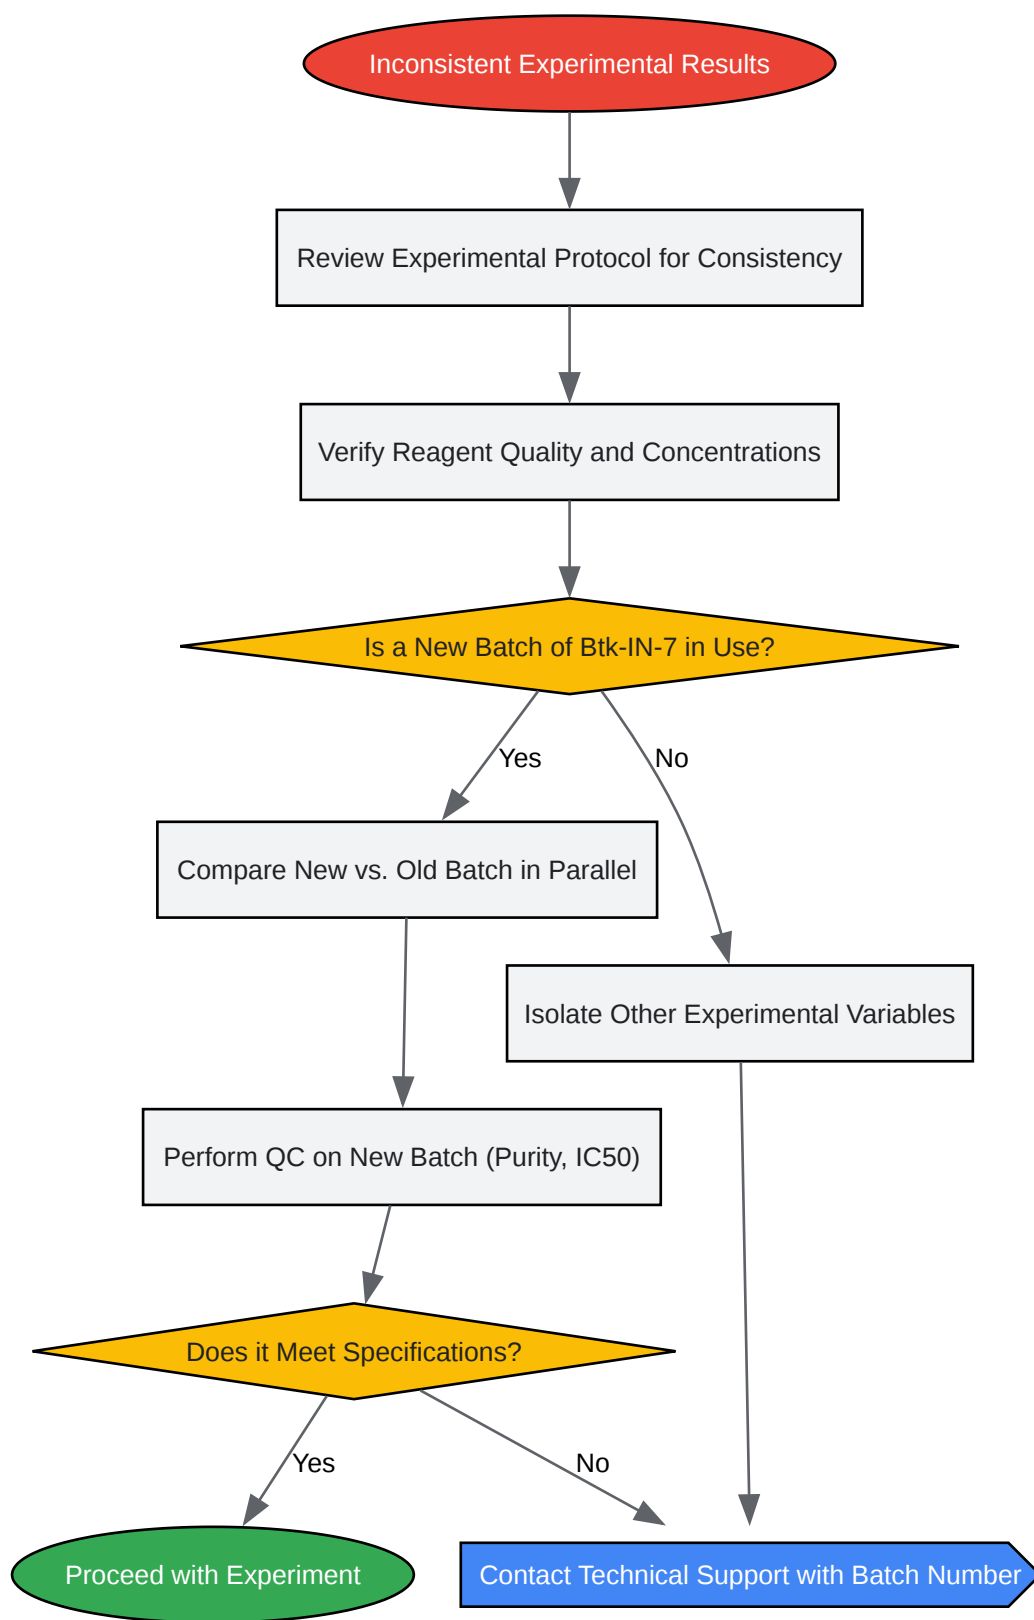 Inconsistent Experimental Results
Review Experimental Protocol for Consistency
Verify Reagent Quality and Concentrations
Is a New Batch of Btk-IN-7 in Use?
Yes
No
Compare New vs. Old Batch in Parallel
Isolate Other Experimental Variables
Perform QC on New Batch (Purity, IC50)
Does it Meet Specifications?
Yes
No
Proceed with Experiment
Contact Technical Support with Batch Number